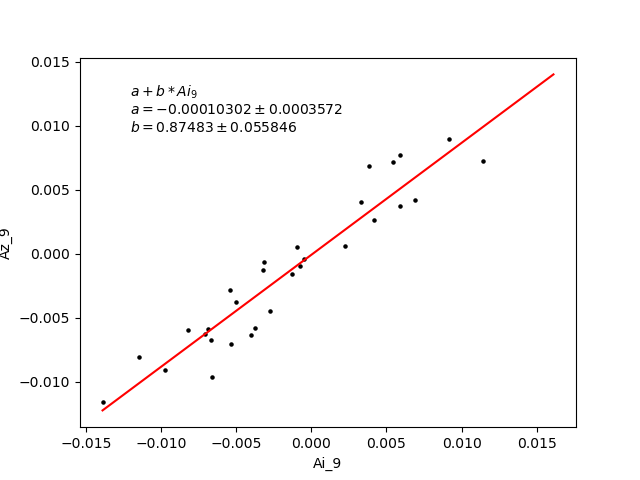 0.015
0.010
0.005
0.000
−0.005
−0.010
Az_9
a + b * Ai₉
a = −0.00010302 ± 0.0003572
b = 0.87483 ± 0.055846
−0.015 −0.010 −0.005 0.000 0.005 0.010 0.015
Ai_9